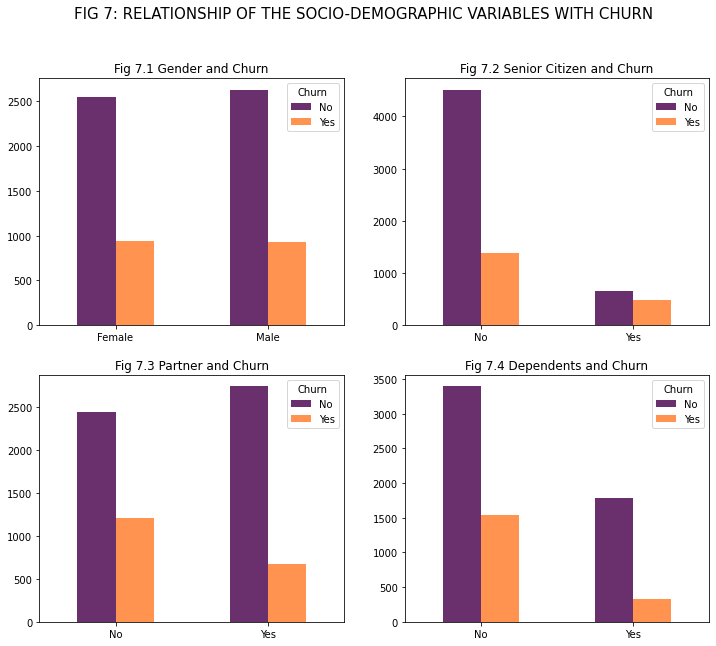 FIG 7: RELATIONSHIP OF THE SOCIO-DEMOGRAPHIC VARIABLES WITH CHURN
Fig 7.1 Gender and Churn
Churn
No
Yes
2500
2000
1500
1000
500
0
Female Male
Fig 7.2 Senior Citizen and Churn
Churn
No
Yes
4000
3000
2000
1000
0
No Yes
Fig 7.3 Partner and Churn
Churn
No
Yes
2500
2000
1500
1000
500
0
No Yes
Fig 7.4 Dependents and Churn
Churn
No
Yes
3500
3000
2500
2000
1500
1000
500
0
No Yes